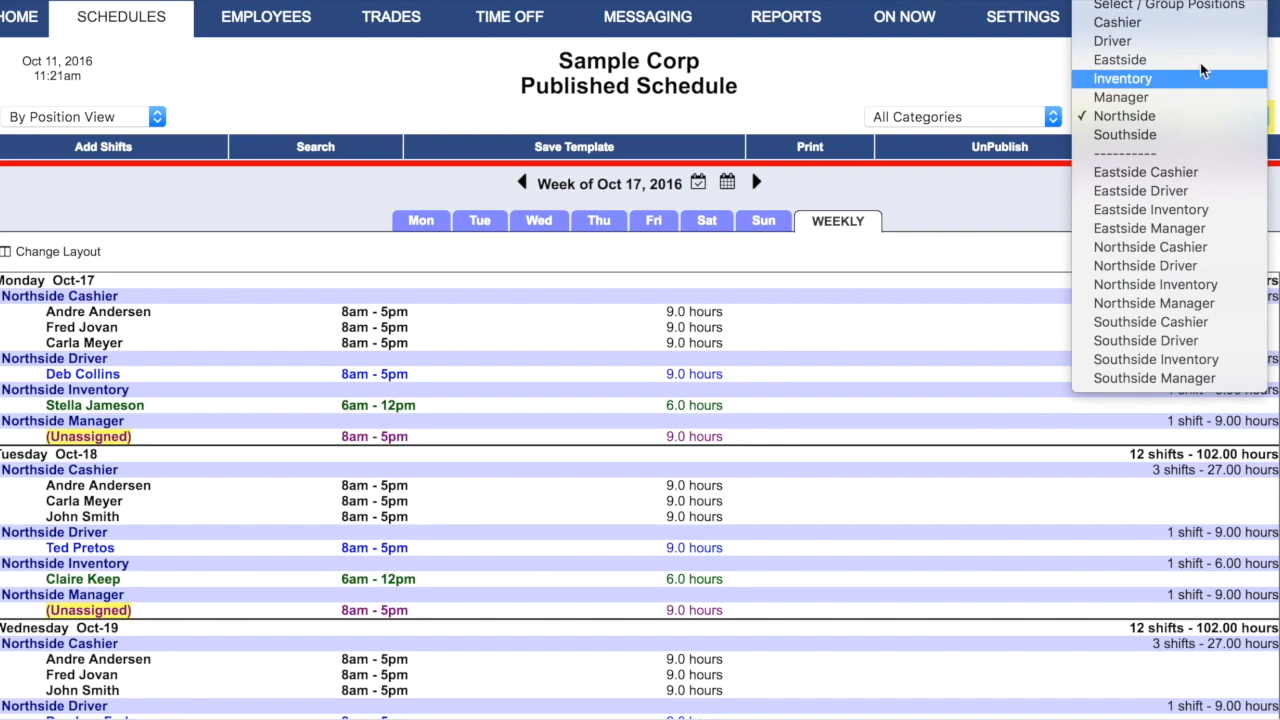 HOME SCHEDULES EMPLOYEES TRADES TIME OFF MESSAGING REPORTS ON NOW SETTINGS
Oct 11, 2016
11:21am
Sample Corp
Published Schedule
By Position View
All Categories
Add Shifts Search Save Template Print UnPublish
Week of Oct 17, 2016
Mon Tue Wed Thu Fri Sat Sun WEEKLY
Change Layout
Select / Group Positions
Cashier
Driver
Eastside
Inventory
Manager
✓ Northside
Southside
----------
Eastside Cashier
Eastside Driver
Eastside Inventory
Eastside Manager
Northside Cashier
Northside Driver
Northside Inventory
Northside Manager
Southside Cashier
Southside Driver
Southside Inventory
Southside Manager
Monday Oct-17
Northside Cashier
Andre Andersen 8am - 5pm 9.0 hours
Fred Jovan 8am - 5pm 9.0 hours
Carla Meyer 8am - 5pm 9.0 hours
Northside Driver
Deb Collins 8am - 5pm 9.0 hours
Northside Inventory
Stella Jameson 6am - 12pm 6.0 hours
Northside Manager 1 shift - 9.00 hours
(Unassigned) 8am - 5pm 9.0 hours
Tuesday Oct-18 12 shifts - 102.00 hours
Northside Cashier 3 shifts - 27.00 hours
Andre Andersen 8am - 5pm 9.0 hours
Carla Meyer 8am - 5pm 9.0 hours
John Smith 8am - 5pm 9.0 hours
Northside Driver 1 shift - 9.00 hours
Ted Pretos 8am - 5pm 9.0 hours
Northside Inventory 1 shift - 6.00 hours
Claire Keep 6am - 12pm 6.0 hours
Northside Manager 1 shift - 9.00 hours
(Unassigned) 8am - 5pm 9.0 hours
Wednesday Oct-19 12 shifts - 102.00 hours
Northside Cashier 3 shifts - 27.00 hours
Andre Andersen 8am - 5pm 9.0 hours
Fred Jovan 8am - 5pm 9.0 hours
John Smith 8am - 5pm 9.0 hours
Northside Driver 1 shift - 9.00 hours